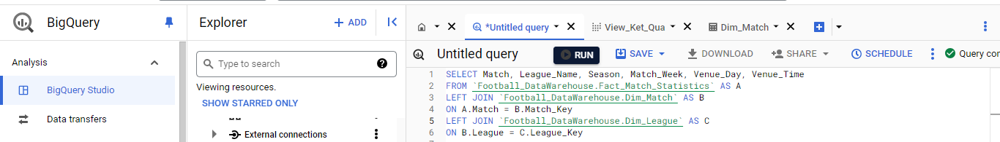 BigQuery
Explorer
+ ADD
*Untitled query
View_Ket_Qua
Dim_Match
Analysis
Type to search
Untitled query
RUN
SAVE
DOWNLOAD
SHARE
SCHEDULE
Query con
BigQuery Studio
Viewing resources.
SHOW STARRED ONLY
Data transfers
External connections
1 SELECT Match, League_Name, Season, Match_Week, Venue_Day, Venue_Time
2 FROM `Football_DataWarehouse.Fact_Match_Statistics` AS A
3 LEFT JOIN `Football_DataWarehouse.Dim_Match` AS B
4 ON A.Match = B.Match_Key
5 LEFT JOIN `Football_DataWarehouse.Dim_League` AS C
6 ON B.League = C.League_Key